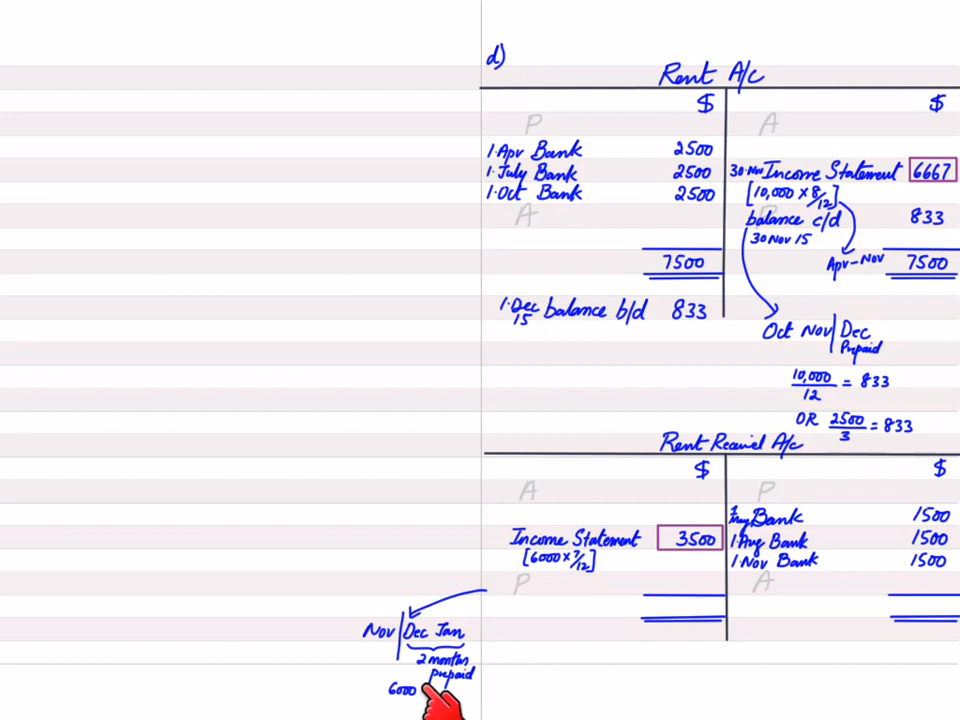 d)
Rent A/c
$ $
P A
1·Apr Bank 2500
1·July Bank 2500 30·Nov Income Statement 6667
1·Oct Bank 2500 [10,000 × 8/12]
A balance c/d 833
30 Nov 15
7500 Apr-Nov 7500
1·Dec 15 balance b/d 833
Oct Nov | Dec
Prepaid
10,000/12 = 833
OR 2500/3 = 833
Rent Received A/c
$ $
A P
1 May Bank 1500
Income Statement 3500 1·Aug Bank 1500
[6000 × 7/12] 1·Nov Bank 1500
P A
Nov | Dec Jan
2 months
prepaid
6000